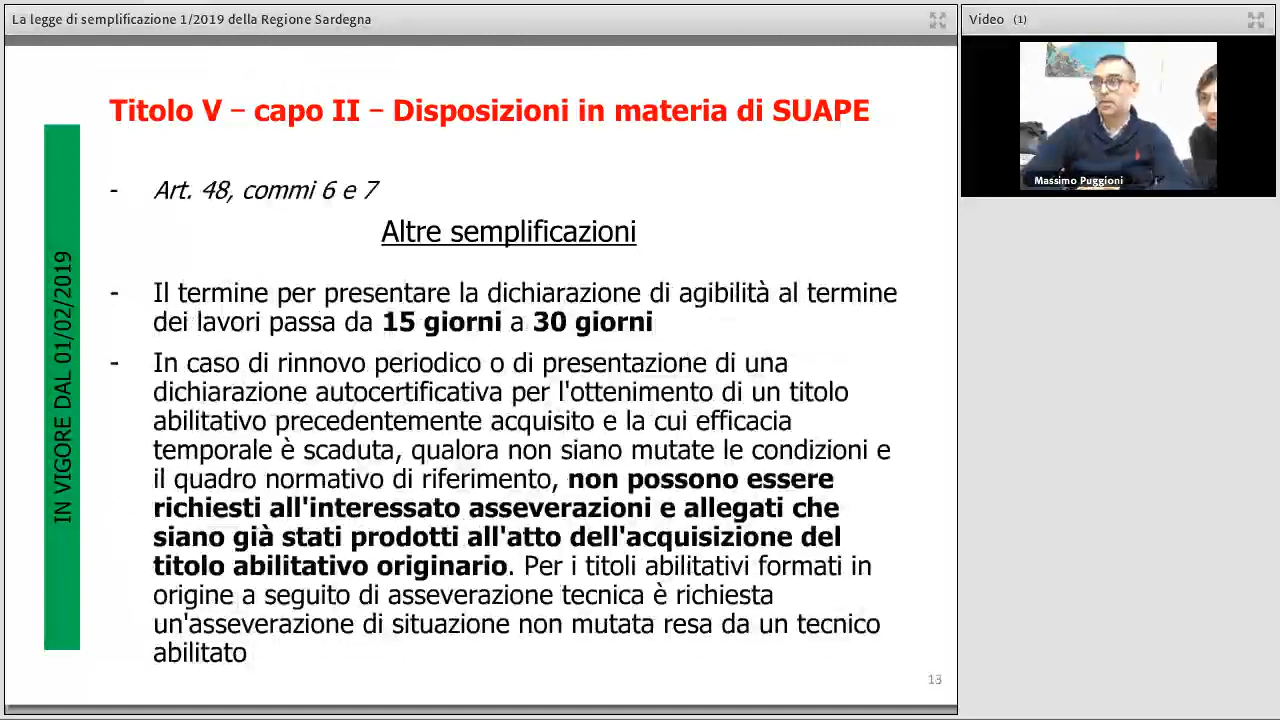 La legge di semplificazione 1/2019 della Regione Sardegna
Video (1)
Massimo Puggioni
Titolo V – capo II – Disposizioni in materia di SUAPE
IN VIGORE DAL 01/02/2019
- Art. 48, commi 6 e 7
Altre semplificazioni
- Il termine per presentare la dichiarazione di agibilità al termine
dei lavori passa da 15 giorni a 30 giorni
- In caso di rinnovo periodico o di presentazione di una
dichiarazione autocertificativa per l'ottenimento di un titolo
abilitativo precedentemente acquisito e la cui efficacia
temporale è scaduta, qualora non siano mutate le condizioni e
il quadro normativo di riferimento, non possono essere
richiesti all'interessato asseverazioni e allegati che
siano già stati prodotti all'atto dell'acquisizione del
titolo abilitativo originario. Per i titoli abilitativi formati in
origine a seguito di asseverazione tecnica è richiesta
un'asseverazione di situazione non mutata resa da un tecnico
abilitato
13